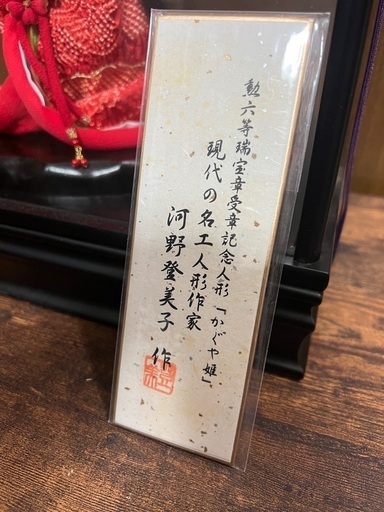 勲六等瑞宝章受章記念人形「かぐや姫」
現代の名工人形作家
河野登美子 作